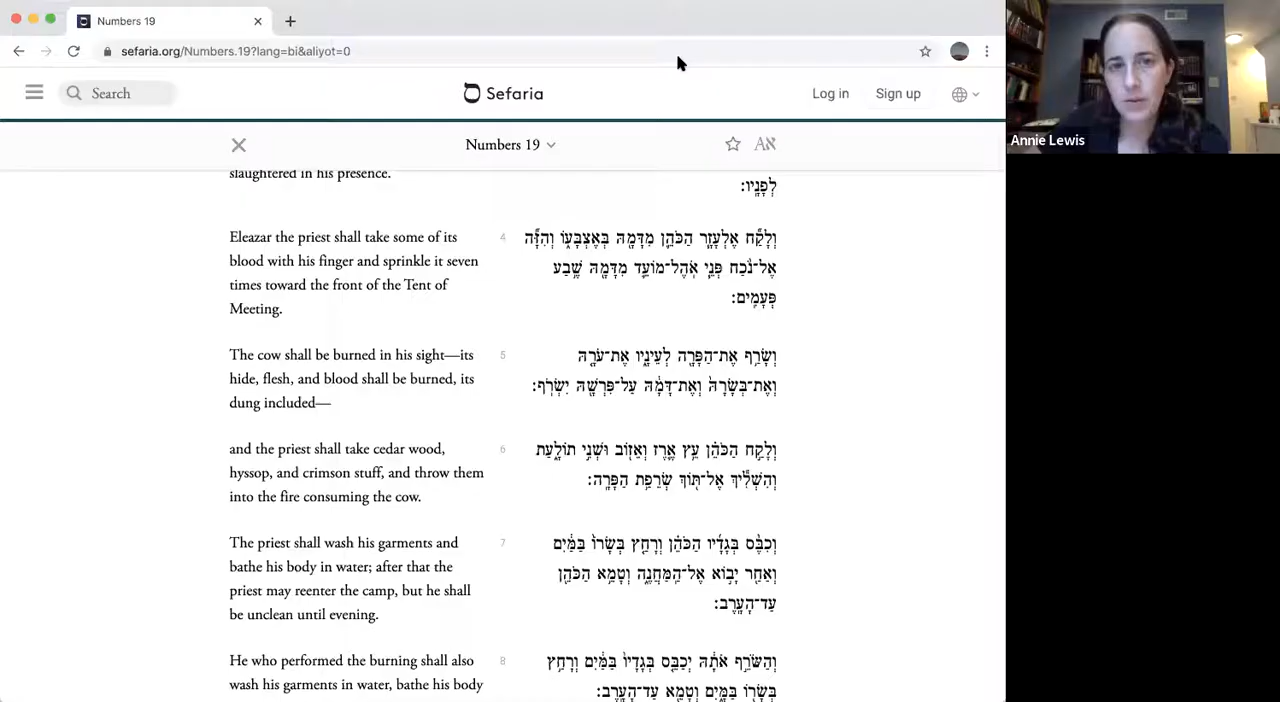 Numbers 19
sefaria.org/Numbers.19?lang=bi&aliyot=0
Search
Sefaria
Log in
Sign up
Numbers 19
Aא
slaughtered in his presence.
לְפָנָֽיו׃
Eleazar the priest shall take some of its
blood with his finger and sprinkle it seven
times toward the front of the Tent of
Meeting.
4
וְלָקַ֞ח אֶלְעָזָ֧ר הַכֹּהֵ֛ן מִדָּמָ֖הּ בְּאֶצְבָּע֑וֹ וְהִזָּ֞ה
אֶל־נֹ֨כַח פְּנֵ֧י אֹֽהֶל־מוֹעֵ֛ד מִדָּמָ֖הּ שֶׁ֥בַע
פְּעָמִֽים׃
The cow shall be burned in his sight—its
hide, flesh, and blood shall be burned, its
dung included—
5
וְשָׂרַ֥ף אֶת־הַפָּרָ֖ה לְעֵינָ֑יו אֶת־עֹרָ֤הּ
וְאֶת־בְּשָׂרָהּ֙ וְאֶת־דָּמָ֔הּ עַל־פִּרְשָׁ֖הּ יִשְׂרֹֽף׃
and the priest shall take cedar wood,
hyssop, and crimson stuff, and throw them
into the fire consuming the cow.
6
וְלָקַ֣ח הַכֹּהֵ֗ן עֵ֥ץ אֶ֛רֶז וְאֵז֖וֹב וּשְׁנִ֣י תוֹלָ֑עַת
וְהִשְׁלִ֕יךְ אֶל־תּ֖וֹךְ שְׂרֵפַ֥ת הַפָּרָֽה׃
The priest shall wash his garments and
bathe his body in water; after that the
priest may reenter the camp, but he shall
be unclean until evening.
7
וְכִבֶּ֨ס בְּגָדָ֜יו הַכֹּהֵ֗ן וְרָחַ֤ץ בְּשָׂרוֹ֙ בַּמַּ֔יִם
וְאַחַ֖ר יָבֹ֣א אֶל־הַֽמַּחֲנֶ֑ה וְטָמֵ֥א הַכֹּהֵ֖ן
עַד־הָעָֽרֶב׃
He who performed the burning shall also
wash his garments in water, bathe his body
8
וְהַשֹּׂרֵ֣ף אֹתָ֔הּ יְכַבֵּ֤ס בְּגָדָיו֙ בַּמַּ֔יִם וְרָחַ֥ץ
בְּשָׂר֖וֹ בַּמָּ֑יִם וְטָמֵ֖א עַד־הָעָֽרֶב׃
Annie Lewis